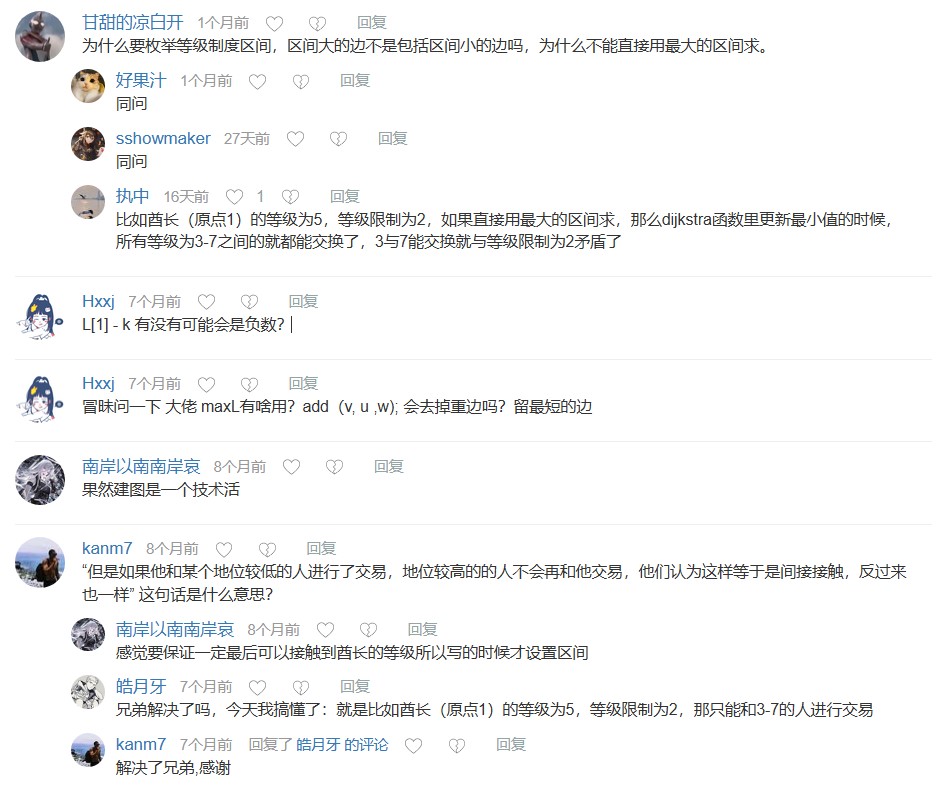 甘甜的凉白开 1个月前 回复
为什么要枚举等级制度区间，区间大的边不是包括区间小的边吗，为什么不能直接用最大的区间求。
好果汁 1个月前 回复
同问
sshowmaker 27天前 回复
同问
执中 16天前 1 回复
比如酋长（原点1）的等级为5，等级限制为2，如果直接用最大的区间求，那么dijkstra函数里更新最小值的时候，
所有等级为3-7之间的就都能交换了，3与7能交换就与等级限制为2矛盾了
Hxxj 7个月前 回复
L[1] - k 有没有可能会是负数？
Hxxj 7个月前 回复
冒昧问一下 大佬 maxL有啥用？add（v, u ,w); 会去掉重边吗？留最短的边
南岸以南南岸哀 8个月前 回复
果然建图是一个技术活
kanm7 8个月前 回复
“但是如果他和某个地位较低的人进行了交易，地位较高的的人不会再和他交易，他们认为这样等于是间接接触，反过来
也一样” 这句话是什么意思？
南岸以南南岸哀 8个月前 回复
感觉要保证一定最后可以接触到酋长的等级所以写的时候才设置区间
皓月牙 7个月前 回复
兄弟解决了吗，今天我搞懂了：就是比如酋长（原点1）的等级为5，等级限制为2，那只能和3-7的人进行交易
kanm7 7个月前 回复了 皓月牙 的评论 回复
解决了兄弟,感谢